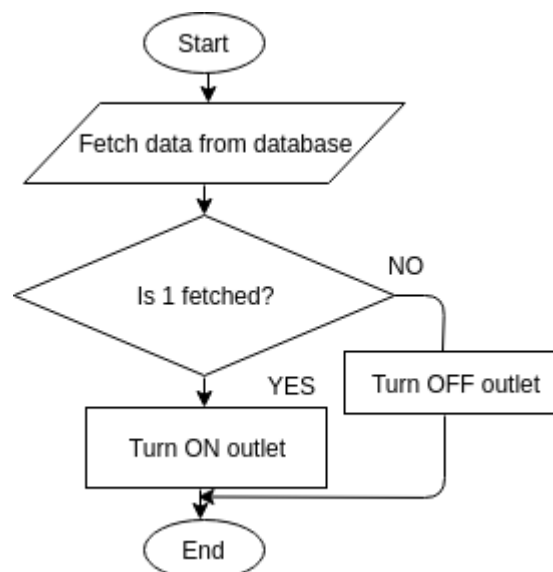 Start
Fetch data from database
Is 1 fetched?
NO
YES
Turn OFF outlet
Turn ON outlet
End